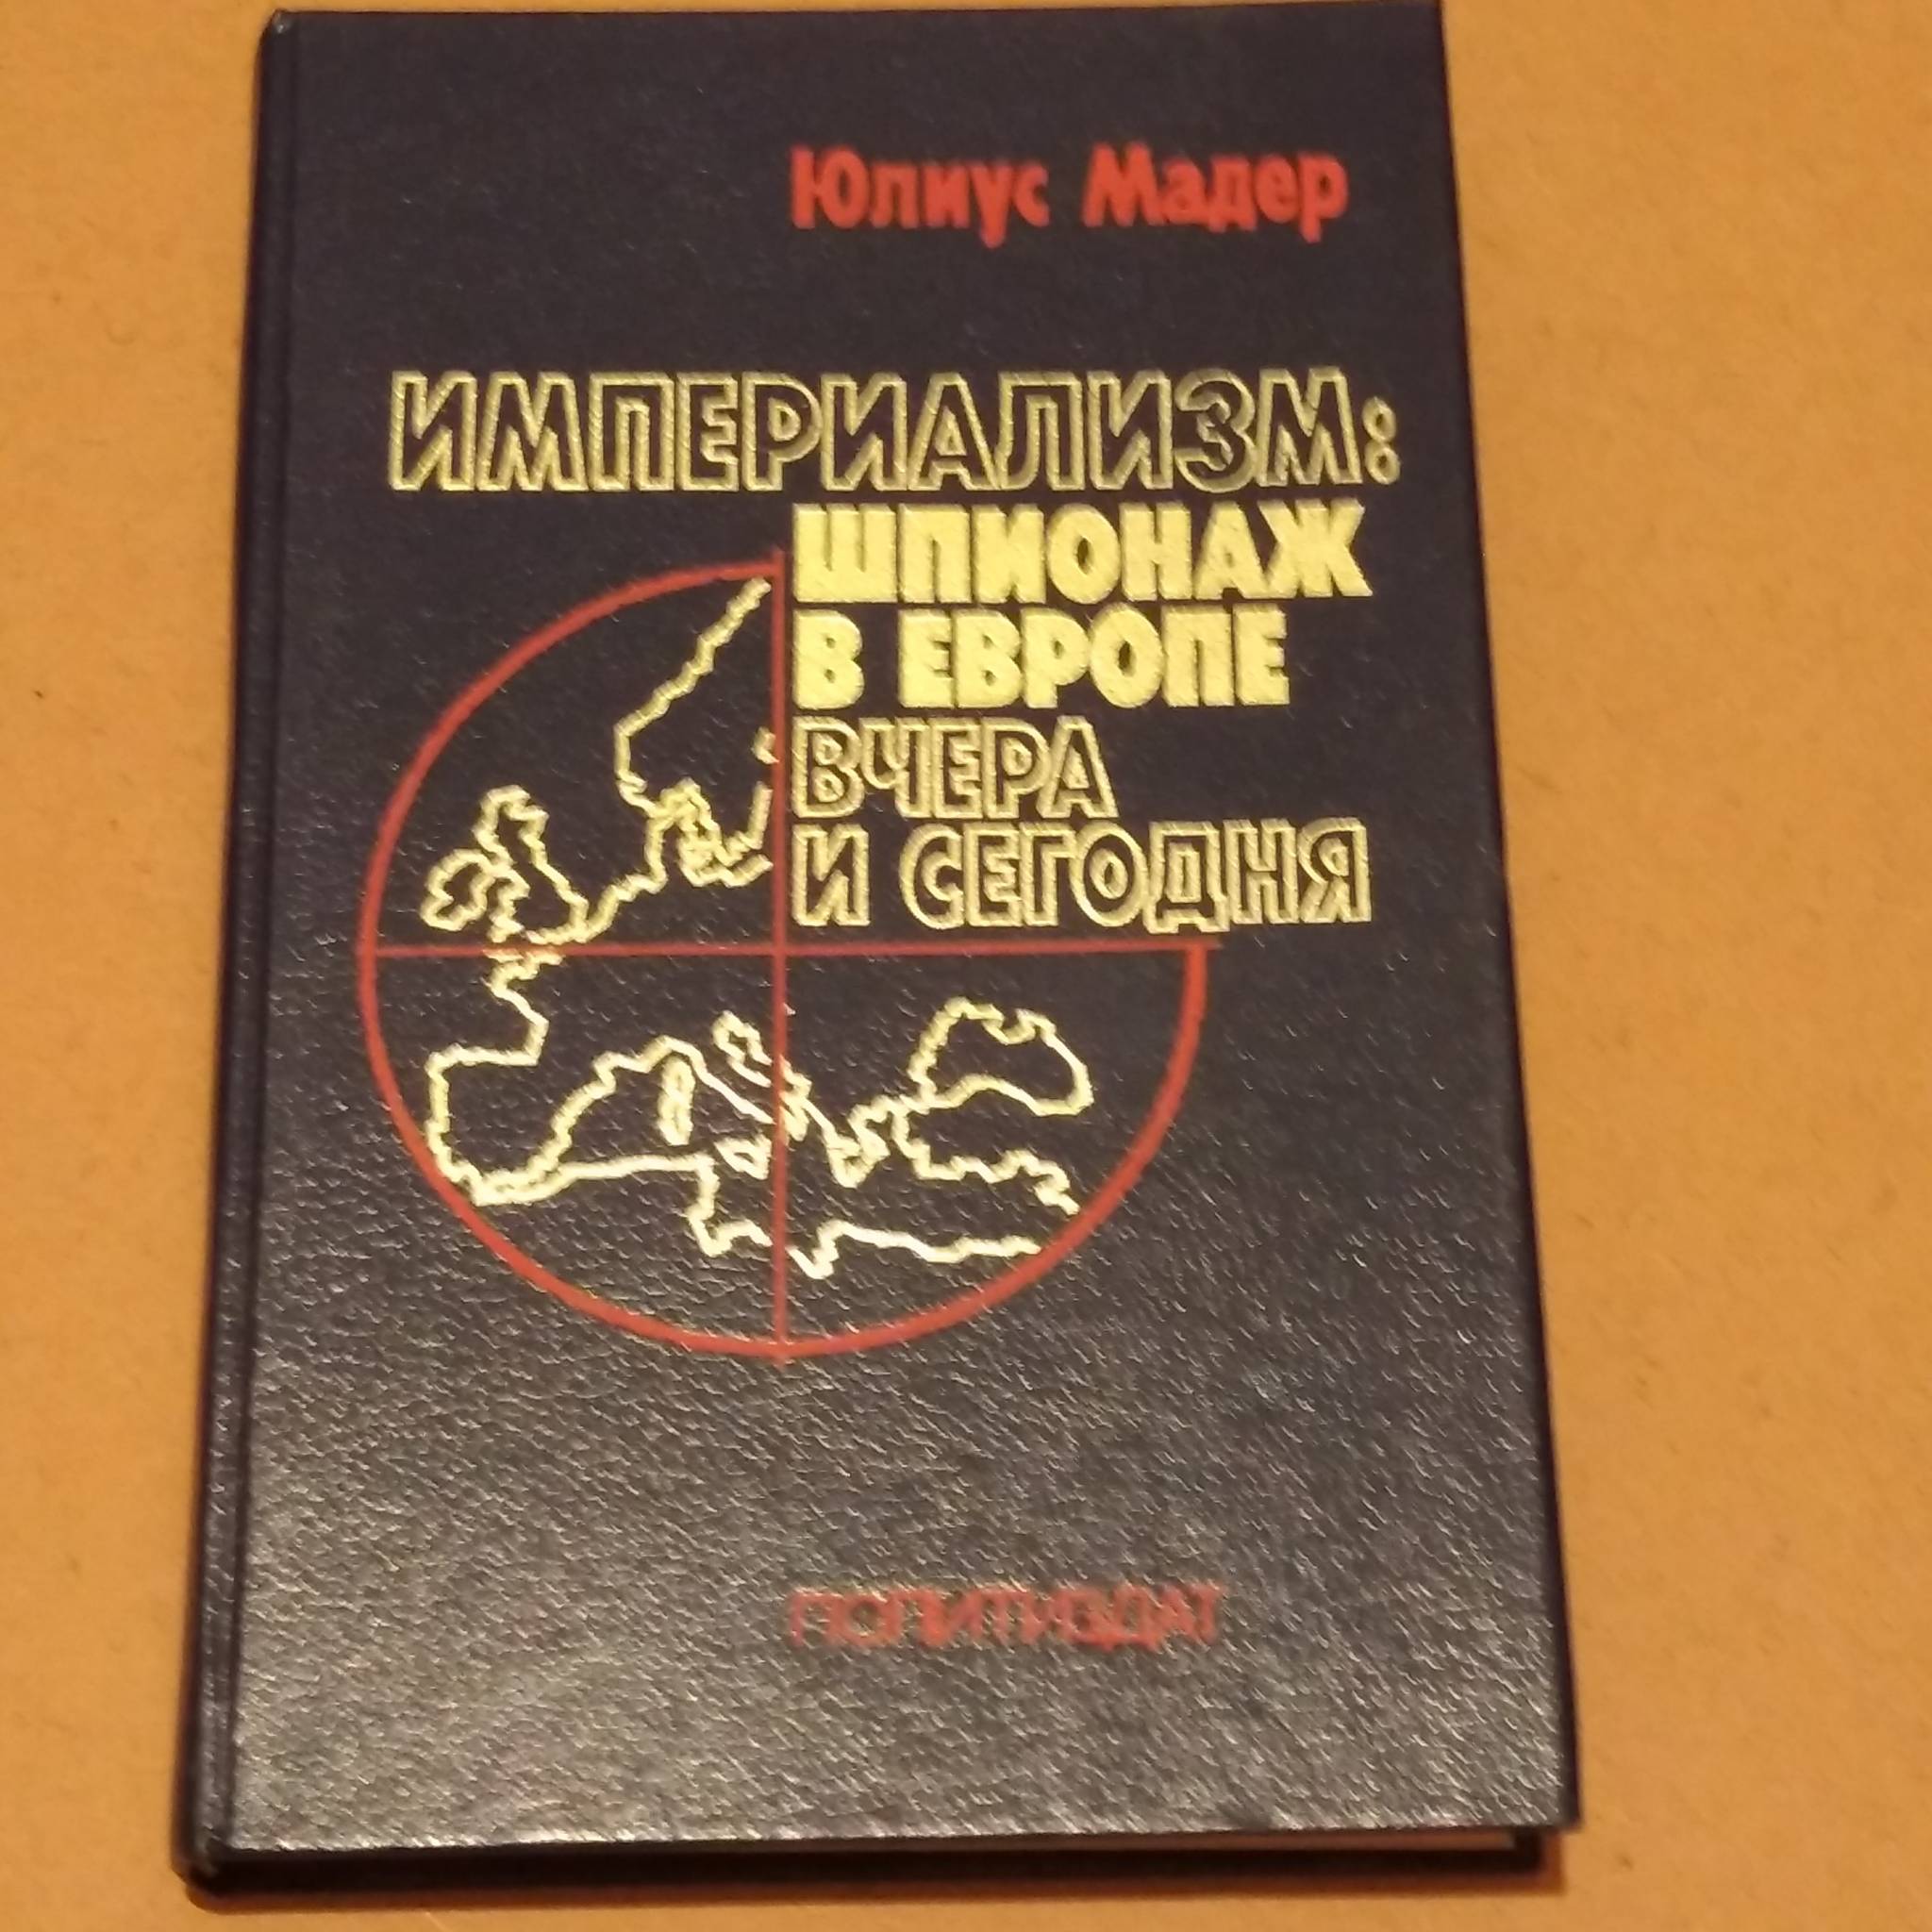 Юлиус Мадер
ИМПЕРИАЛИЗМ:
ШПИОНАЖ
В ЕВРОПЕ
ВЧЕРА
И СЕГОДНЯ
ПОЛИТИЗДАТ